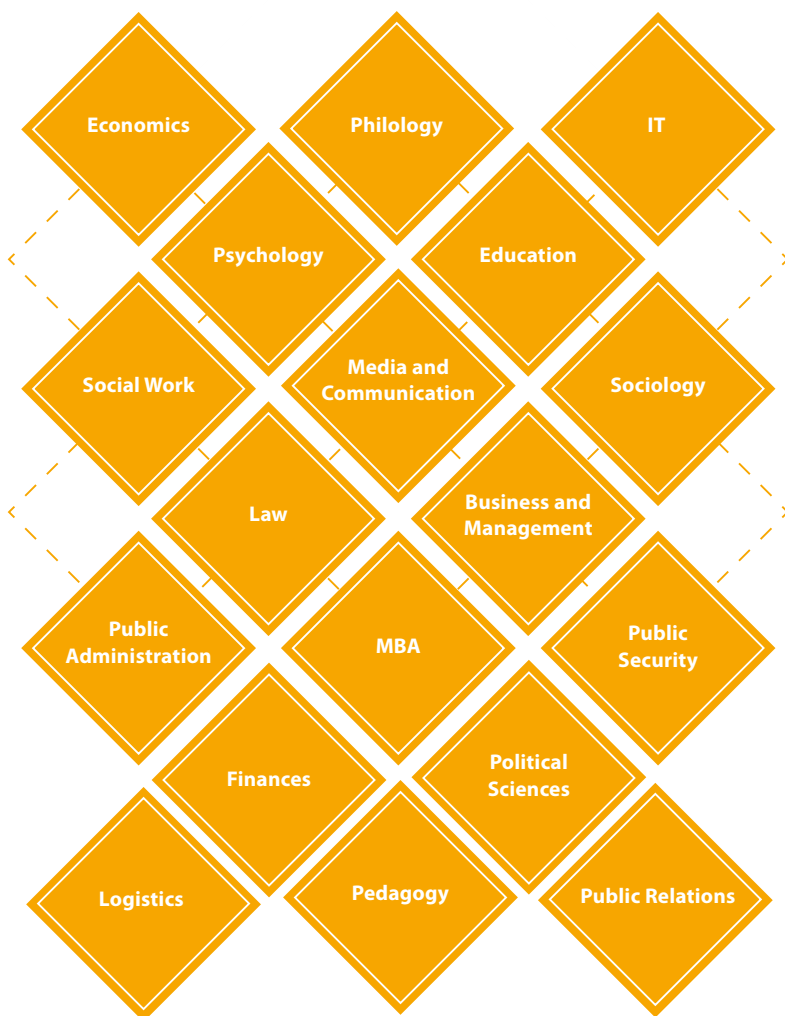 Economics
Philology
IT
Psychology
Education
Social Work
Media and
Communication
Sociology
Law
Business and
Management
Public
Administration
MBA
Public
Security
Finances
Political
Sciences
Logistics
Pedagogy
Public Relations